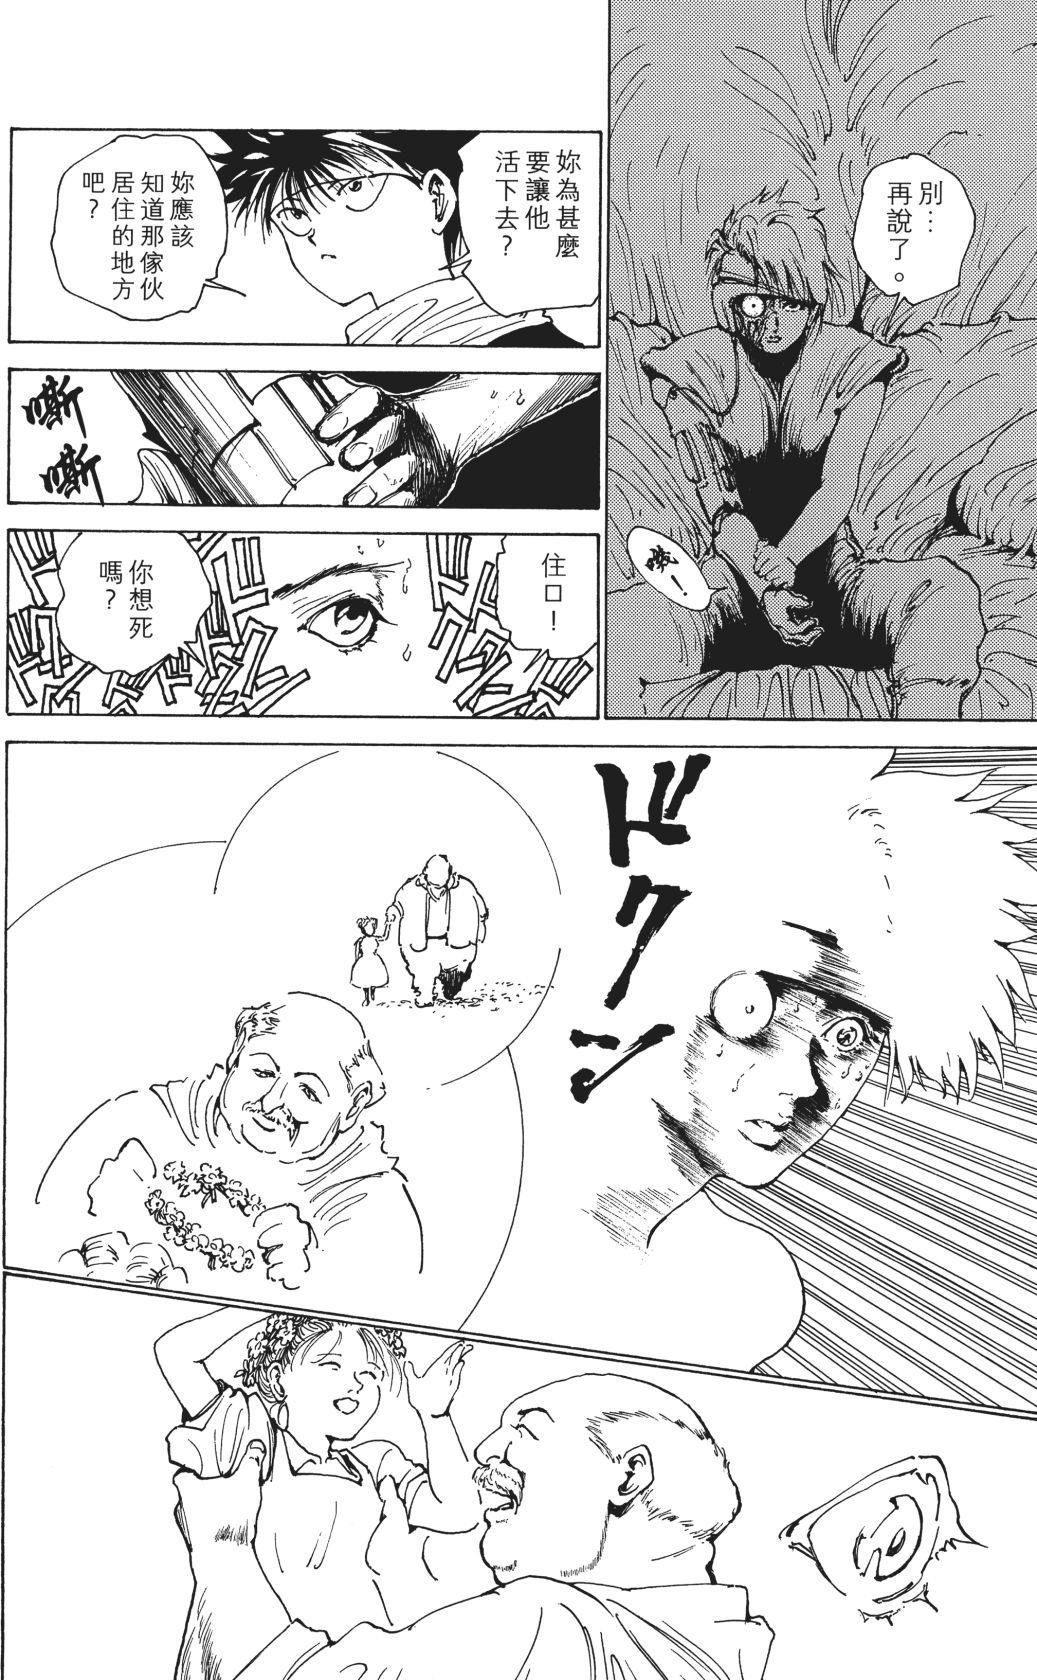 別…
再說了。
哦！
妳為甚麼
要讓他
活下去？
妳應該
知道那傢伙
居住的地方
吧？
嘶
嘶
住口！
你想死
嗎？
ドクン